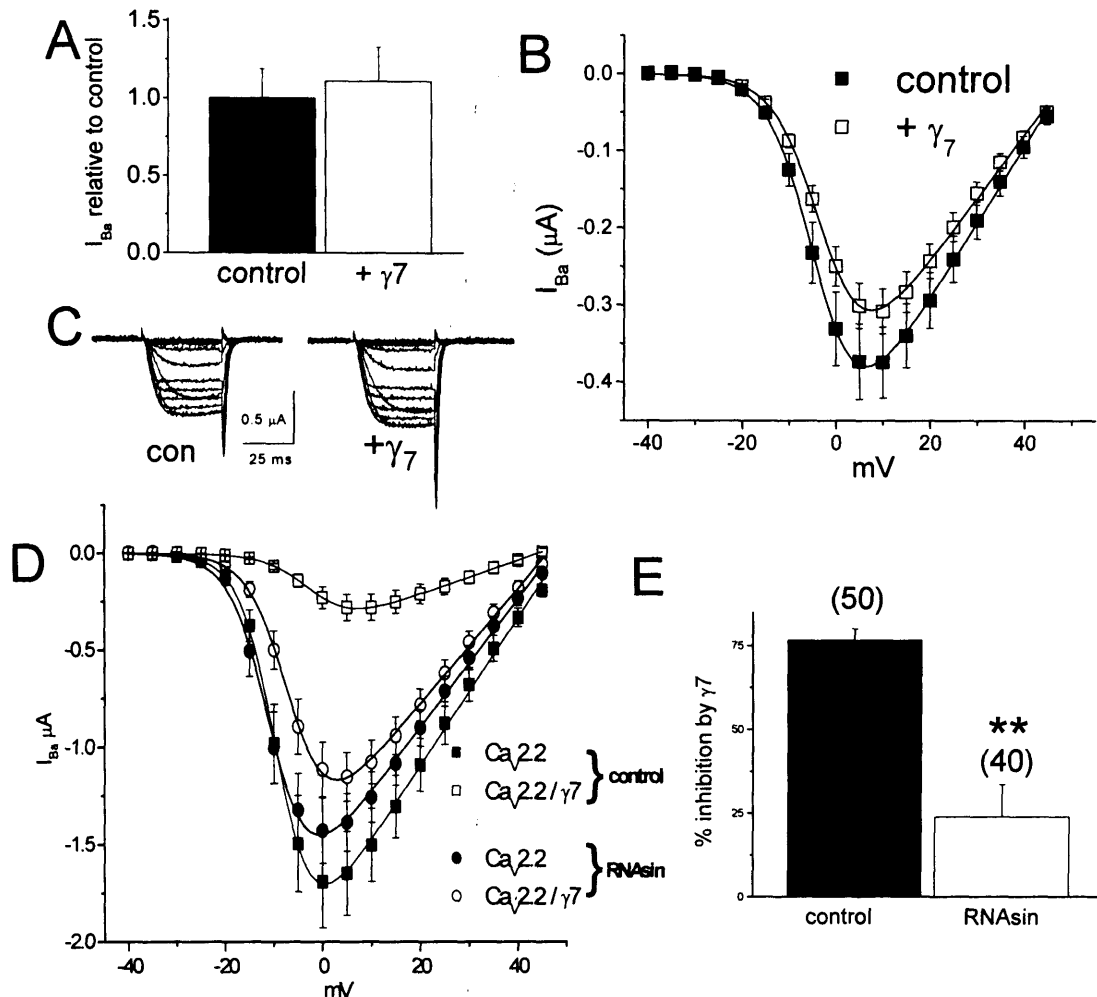 A
I_Ba relative to control
1.5
1.0
0.5
0.0
control
+ γ7
B
I_Ba (μA)
0.0
-0.1
-0.2
-0.3
-0.4
control
+ γ₇
-40
-20
0
20
40
mV
C
con
0.5 μA
25 ms
+γ₇
D
I_Ba μA
0.0
-0.5
-1.0
-1.5
-2.0
Ca_V2.2
Ca_V2.2 / γ7
} control
Ca_V2.2
Ca_V2.2 / γ7
} RNAsin
-40
-20
0
20
40
mV
E
% inhibition by γ7
75
50
25
0
(50)
**
(40)
control
RNAsin